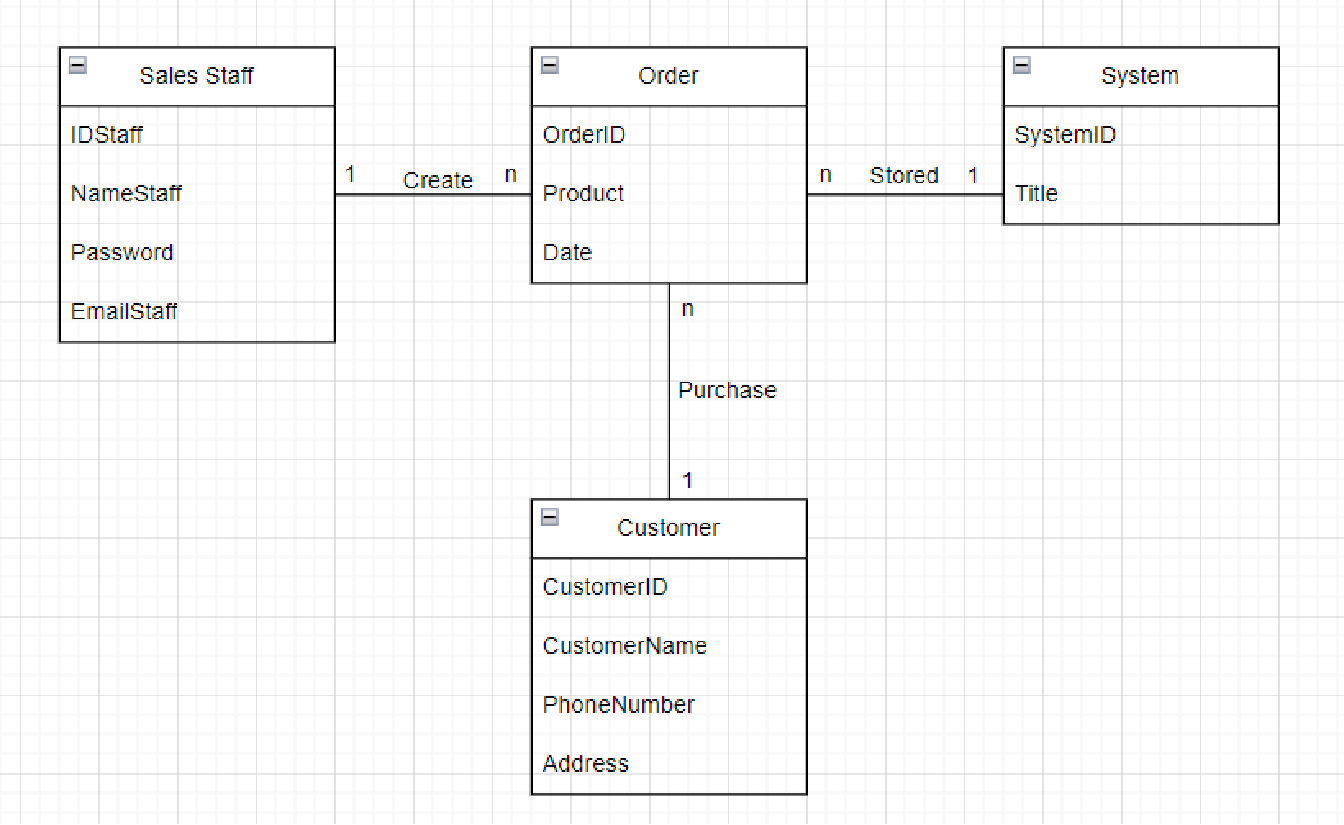 Sales Staff
IDStaff
NameStaff
Password
EmailStaff
1 Create n
Order
OrderID
Product
Date
n Stored 1
System
SystemID
Title
n
Purchase
1
Customer
CustomerID
CustomerName
PhoneNumber
Address